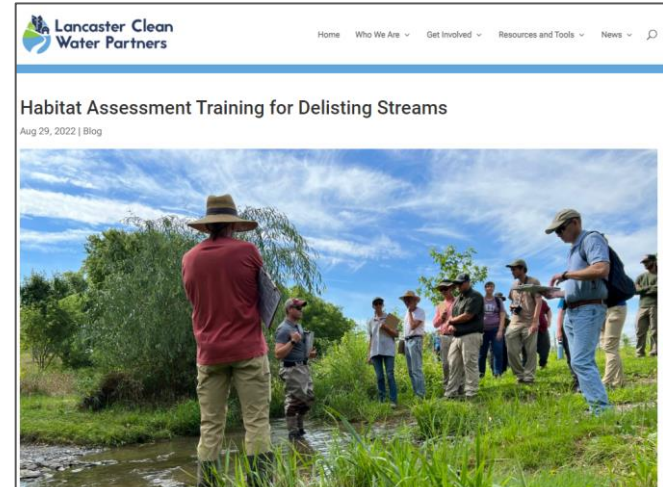 Lancaster Clean
Water Partners
Home Who We Are Get Involved Resources and Tools News
Habitat Assessment Training for Delisting Streams
Aug 29, 2022 | Blog